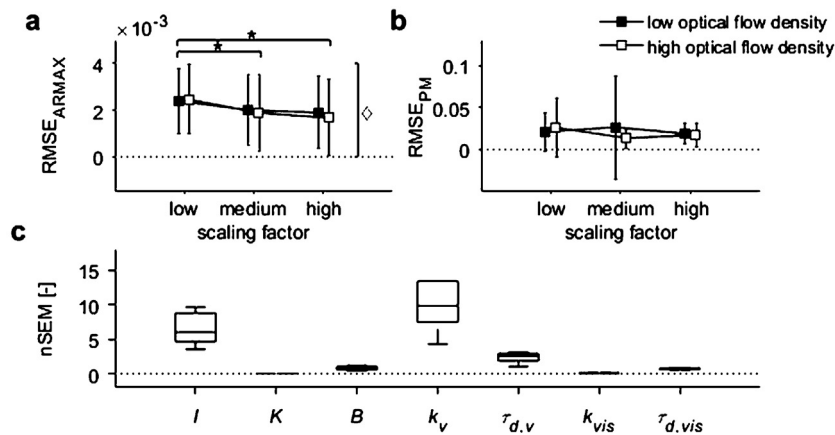 a
× 10⁻³
*
*
4
2
0
RMSE_ARMAX
low medium high
scaling factor
b
low optical flow density
high optical flow density
0.1
0.05
0
RMSE_PM
low medium high
scaling factor
c
nSEM [-]
15
10
5
0
I K B k_v τ_d,v k_vis τ_d,vis